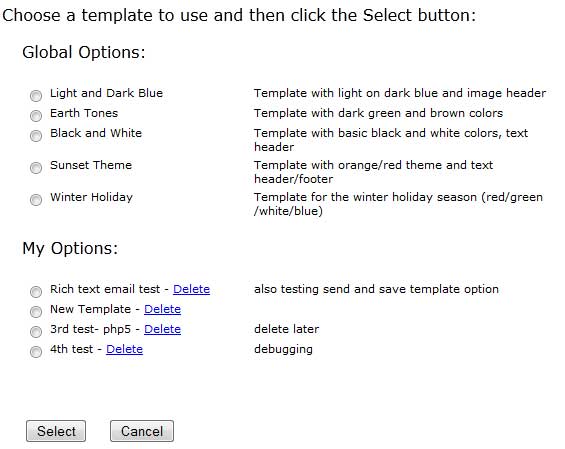 Choose a template to use and then click the Select button:
Global Options:
Light and Dark Blue Template with light on dark blue and image header
Earth Tones Template with dark green and brown colors
Black and White Template with basic black and white colors, text
header
Sunset Theme Template with orange/red theme and text
header/footer
Winter Holiday Template for the winter holiday season (red/green
/white/blue)
My Options:
Rich text email test - Delete also testing send and save template option
New Template - Delete
3rd test- php5 - Delete delete later
4th test - Delete debugging
Select Cancel